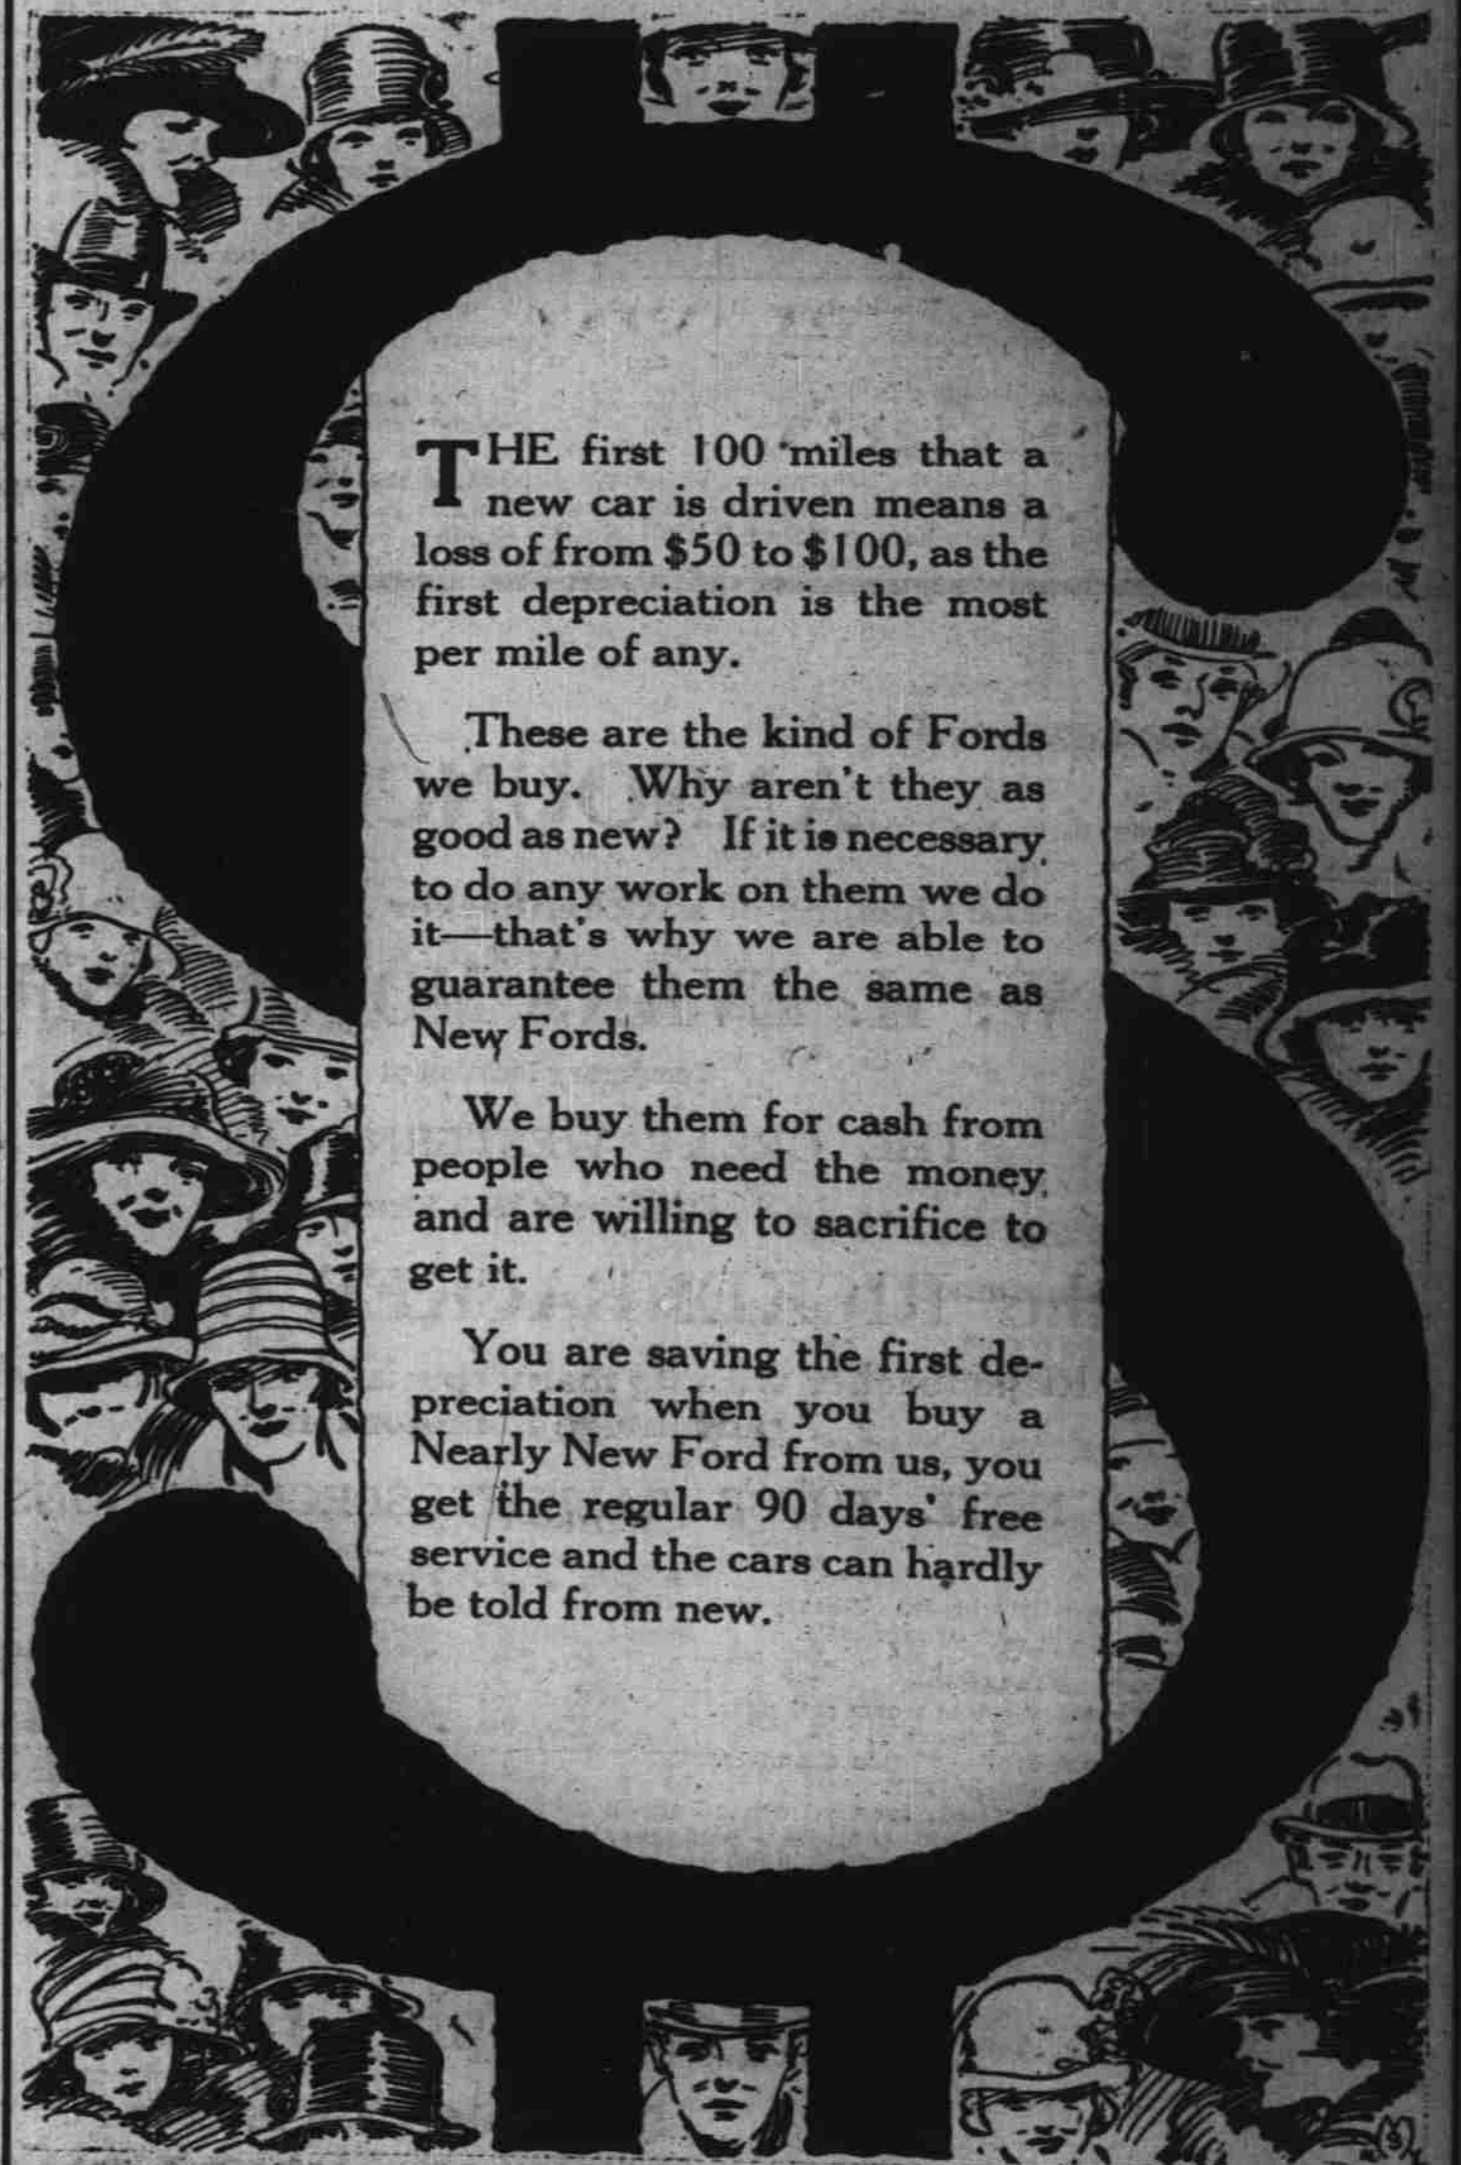 THE first 100 miles that a
new car is driven means a
loss of from $50 to $100, as the
first depreciation is the most
per mile of any.
These are the kind of Fords
we buy. Why aren't they as
good as new? If it is necessary
to do any work on them we do
it—that's why we are able to
guarantee them the same as
New Fords.
We buy them for cash from
people who need the money
and are willing to sacrifice to
get it.
You are saving the first de-
preciation when you buy a
Nearly New Ford from us, you
get the regular 90 days' free
service and the cars can hardly
be told from new.